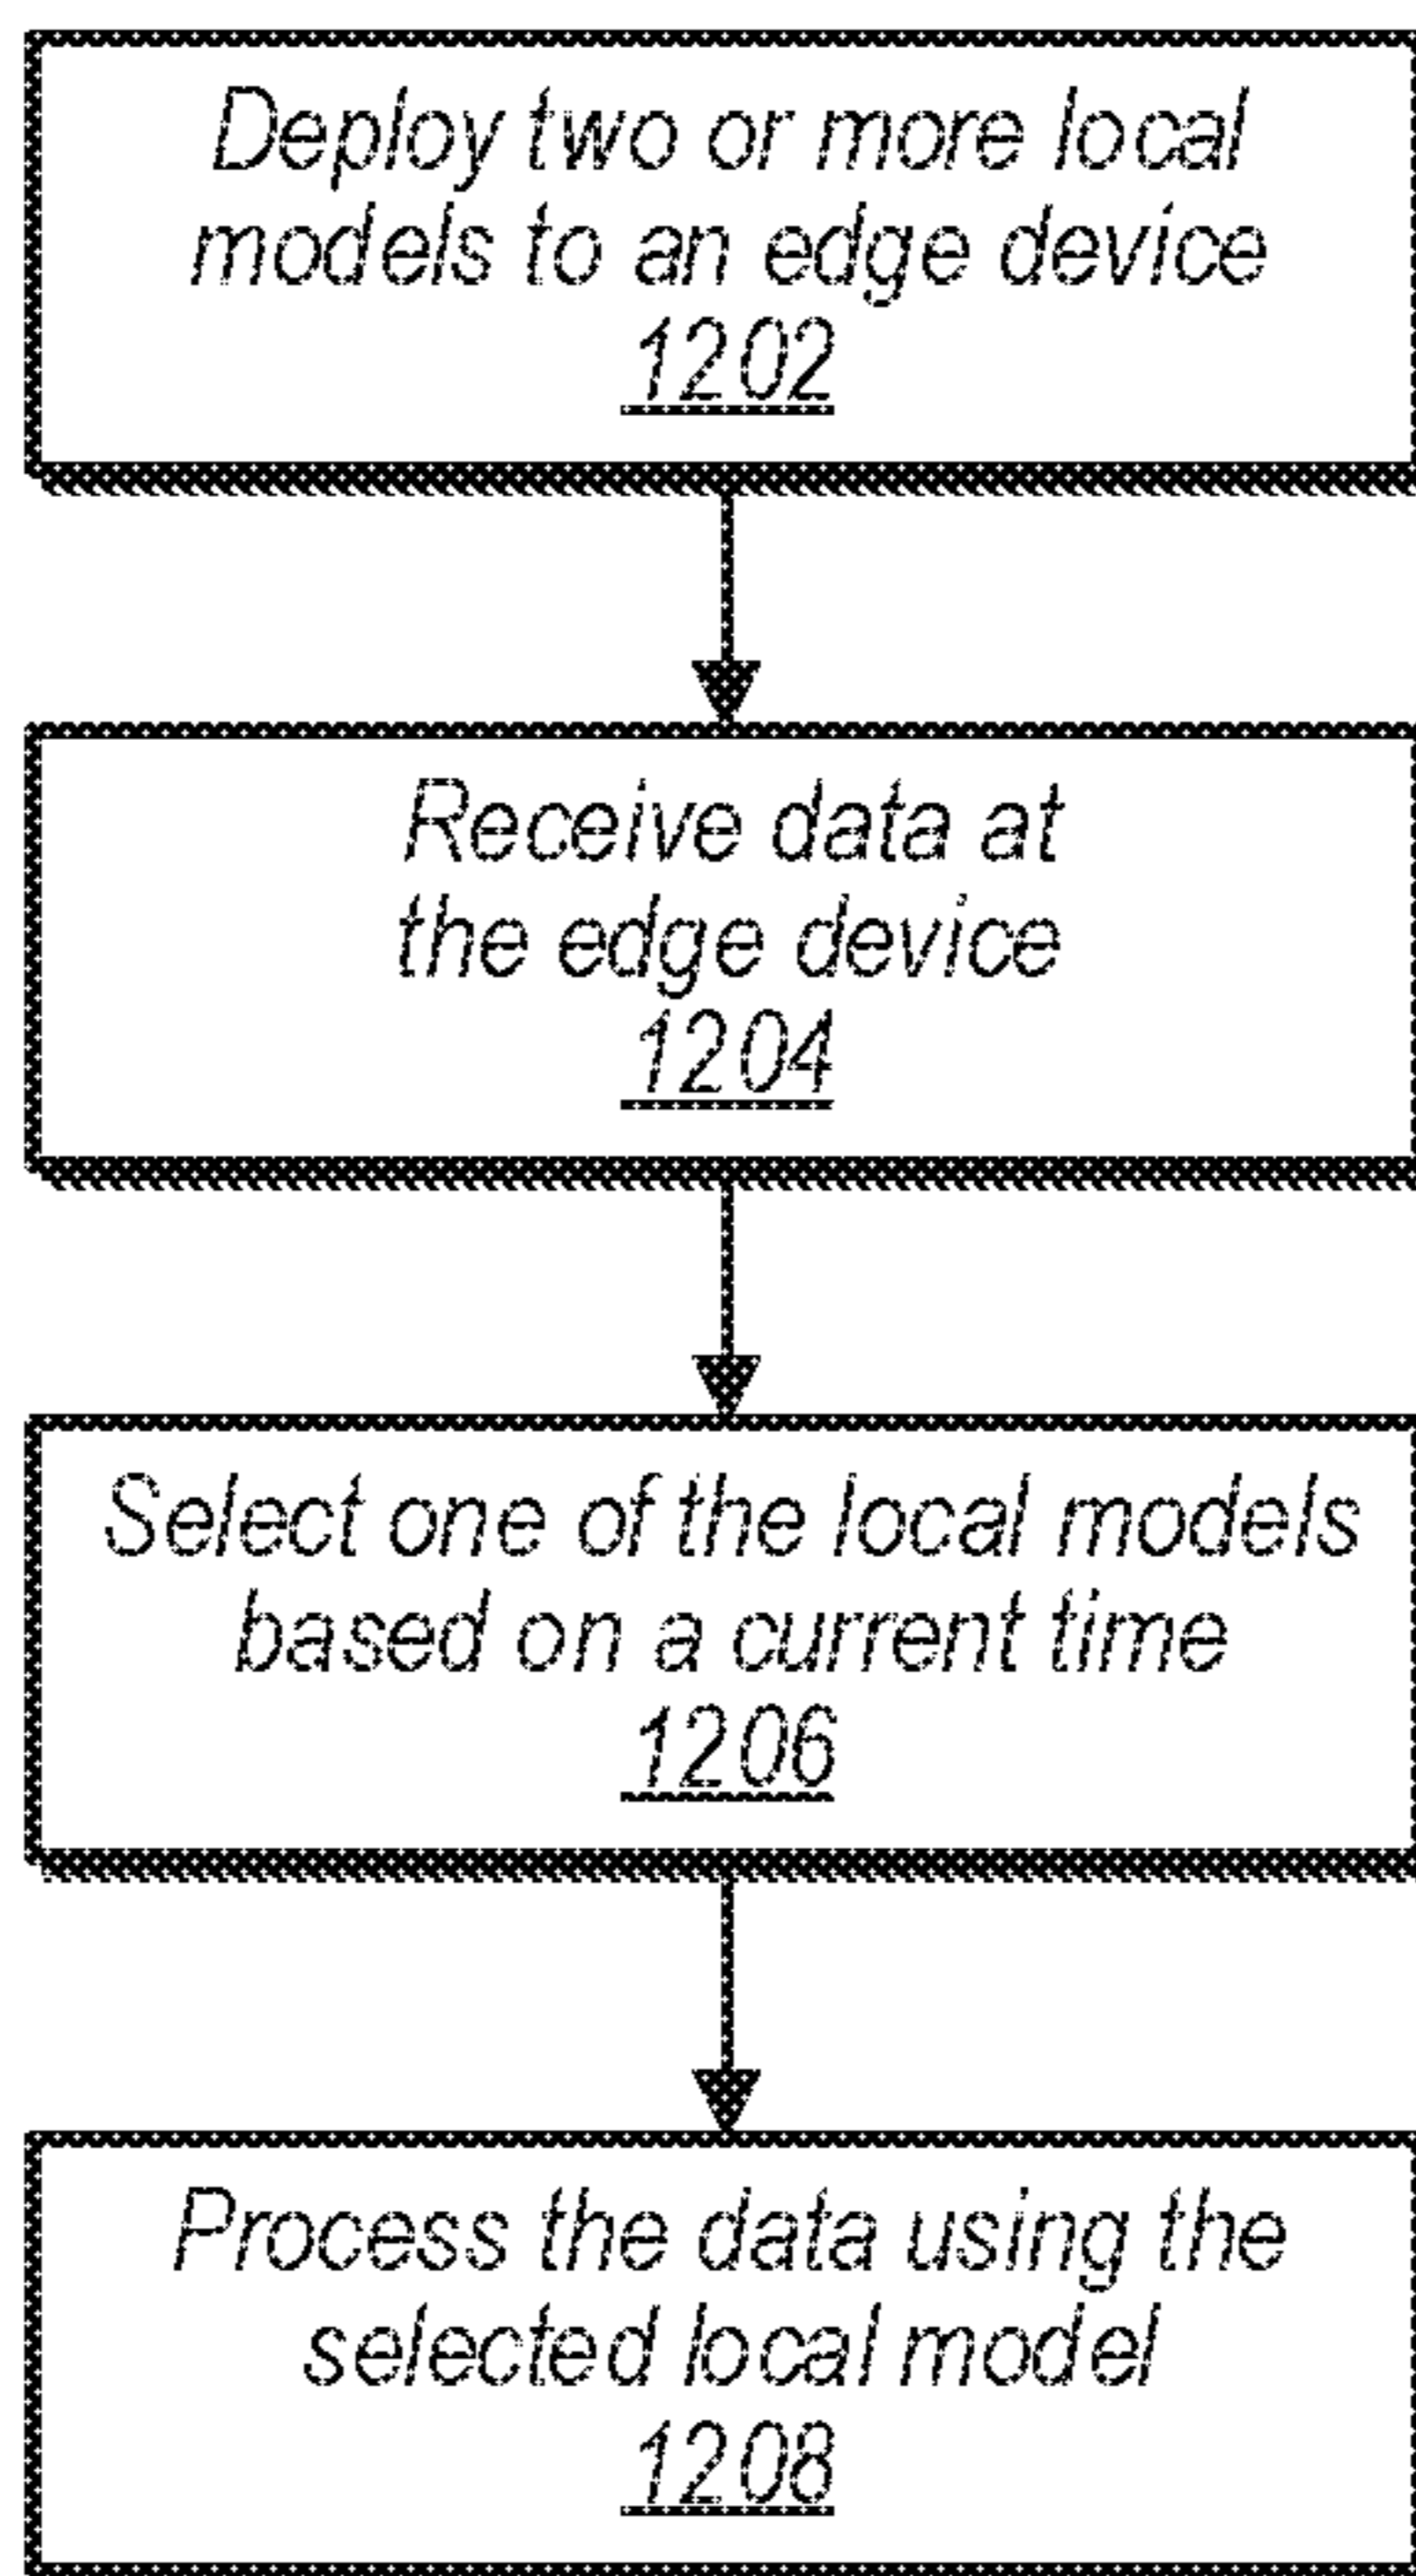 Deploy two or more local
models to an edge device
1202
Receive data at
the edge device
1204
Select one of the local models
based on a current time
1206
Process the data using the
selected local model
1208